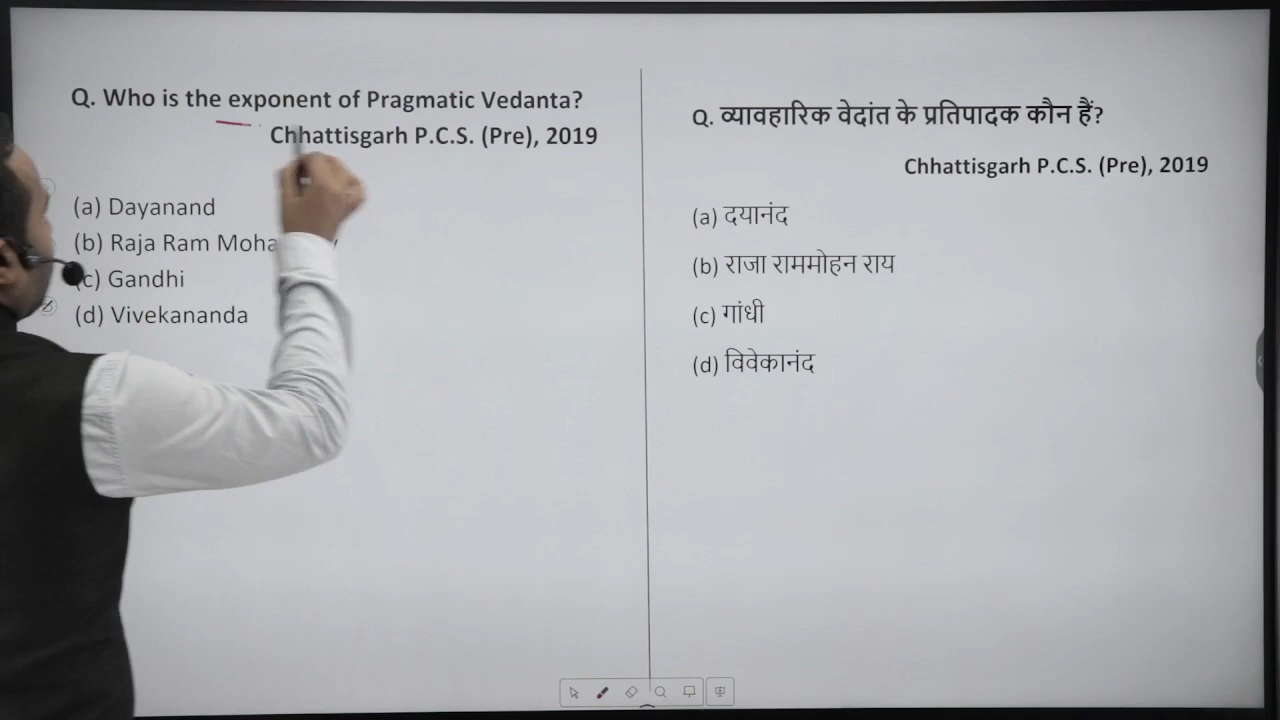 Q. Who is the exponent of Pragmatic Vedanta?
Chhattisgarh P.C.S. (Pre), 2019
(a) Dayanand
(b) Raja Ram
(c) Gandhi
(d) Vivekananda
Q. व्यावहारिक वेदांत के प्रतिपादक कौन हैं?
Chhattisgarh P.C.S. (Pre), 2019
(a) दयानंद
(b) राजा राममोहन राय
(c) गांधी
(d) विवेकानंद